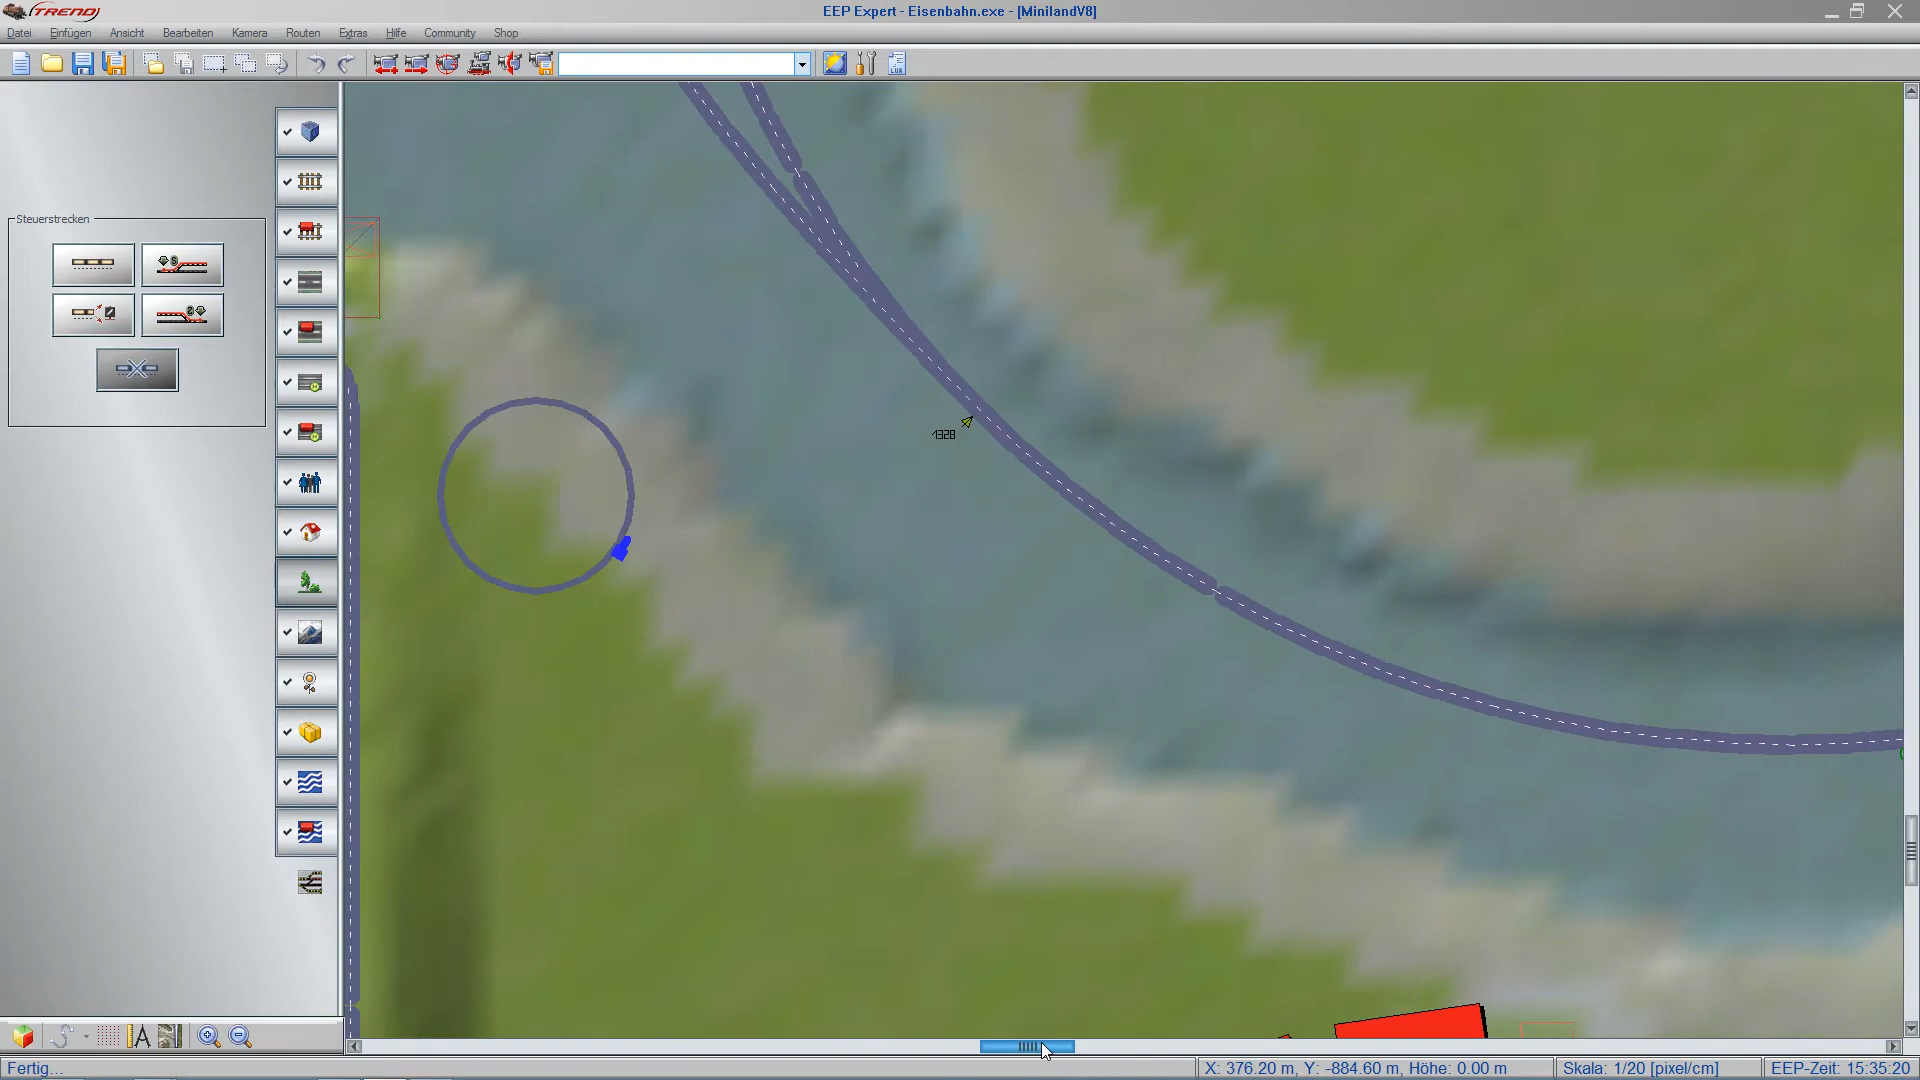 TREND
EEP Expert - Eisenbahn.exe - [MinilandV8]
Datei Einfügen Ansicht Bearbeiten Kamera Routen Extras Hilfe Community Shop
LUA
Steuerstrecken
1328
Fertig...
X: 376.20 m, Y: -884.60 m, Höhe: 0.00 m
Skala: 1/20 [pixel/cm]
EEP-Zeit: 15:35:20